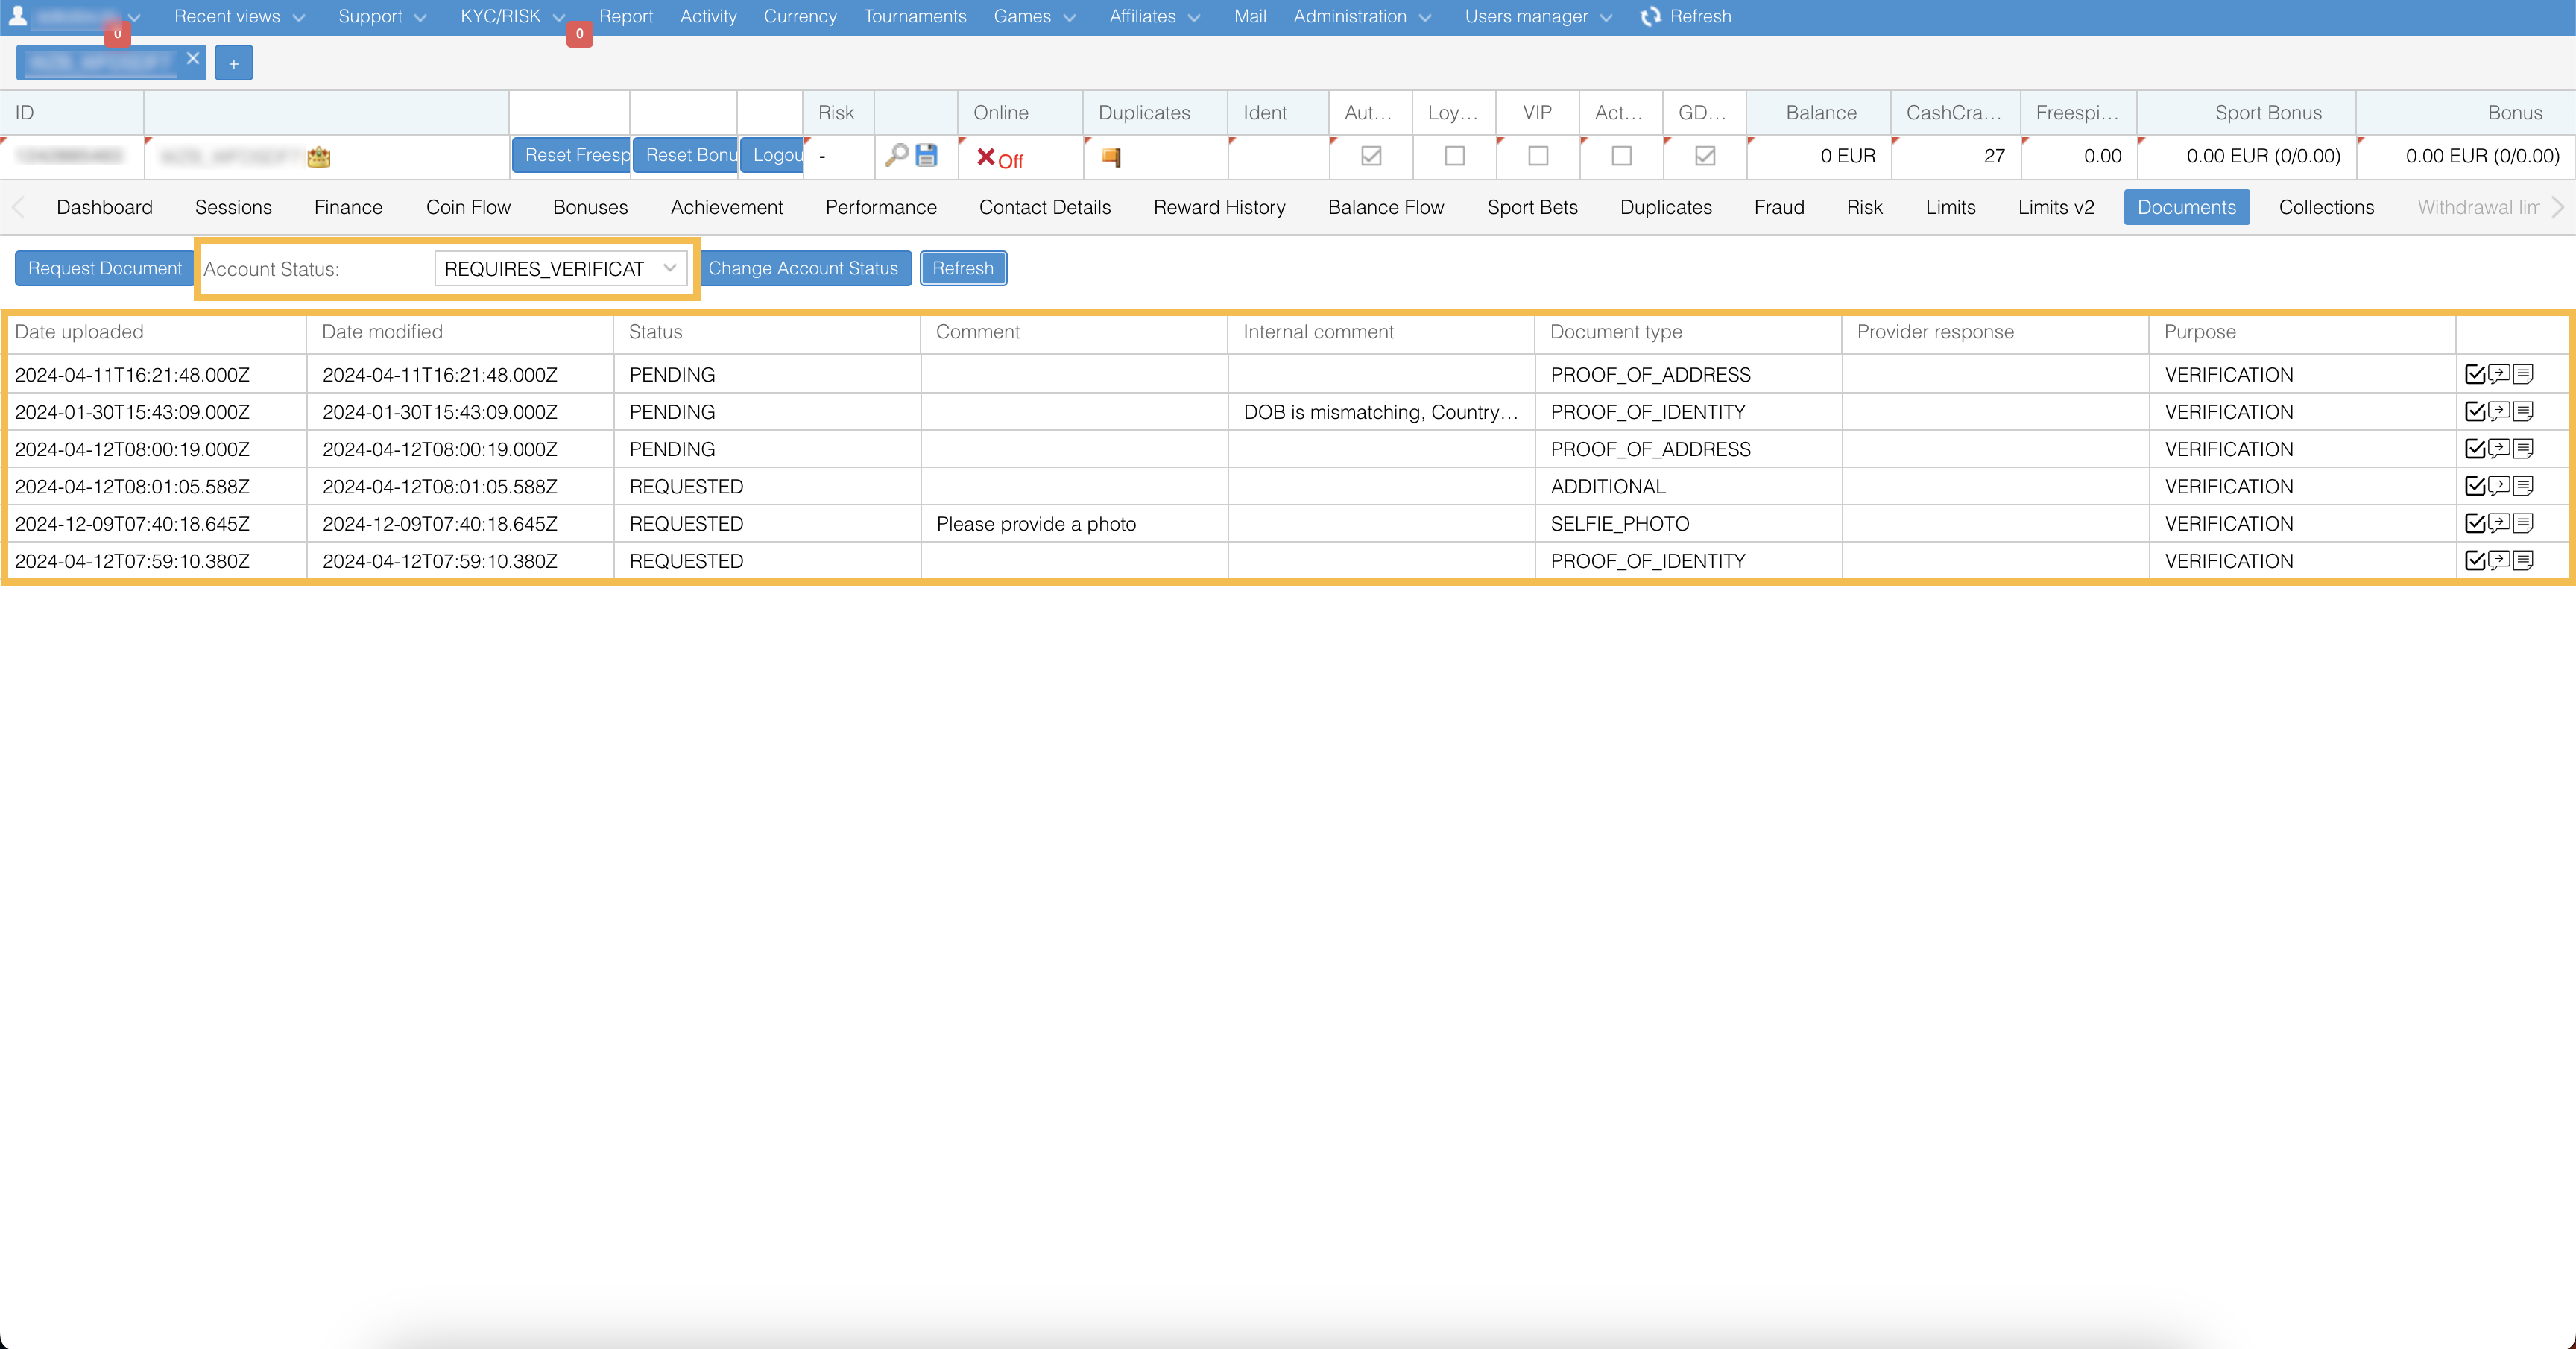 Recent views Support KYC/RISK Report Activity Currency Tournaments Games Affiliates Mail Administration Users manager Refresh
0 0
+
ID Risk Online Duplicates Ident Aut... Loy... VIP Act... GD... Balance CashCra... Freespi... Sport Bonus Bonus
Reset Freesp Reset Bonu Logou - Off 0 EUR 27 0.00 0.00 EUR (0/0.00) 0.00 EUR (0/0.00)
Dashboard Sessions Finance Coin Flow Bonuses Achievement Performance Contact Details Reward History Balance Flow Sport Bets Duplicates Fraud Risk Limits Limits v2 Documents Collections Withdrawal lim
Request Document Account Status: REQUIRES_VERIFICAT Change Account Status Refresh
Date uploaded Date modified Status Comment Internal comment Document type Provider response Purpose
2024-04-11T16:21:48.000Z 2024-04-11T16:21:48.000Z PENDING PROOF_OF_ADDRESS VERIFICATION
2024-01-30T15:43:09.000Z 2024-01-30T15:43:09.000Z PENDING DOB is mismatching, Country... PROOF_OF_IDENTITY VERIFICATION
2024-04-12T08:00:19.000Z 2024-04-12T08:00:19.000Z PENDING PROOF_OF_ADDRESS VERIFICATION
2024-04-12T08:01:05.588Z 2024-04-12T08:01:05.588Z REQUESTED ADDITIONAL VERIFICATION
2024-12-09T07:40:18.645Z 2024-12-09T07:40:18.645Z REQUESTED Please provide a photo SELFIE_PHOTO VERIFICATION
2024-04-12T07:59:10.380Z 2024-04-12T07:59:10.380Z REQUESTED PROOF_OF_IDENTITY VERIFICATION